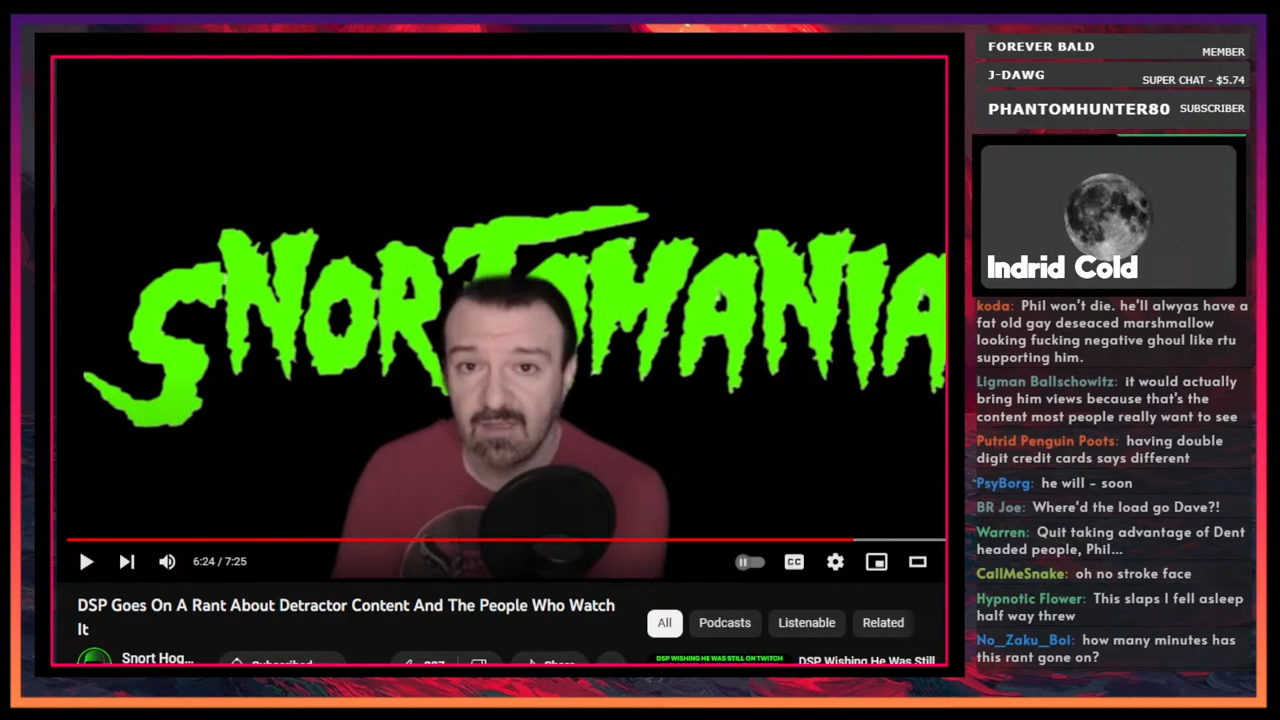 FOREVER BALD
MEMBER
J-DAWG
SUPER CHAT - $5.74
PHANTOMHUNTER80
SUBSCRIBER
Indrid Cold
SNORTOMANIA
koda: Phil won't die. he'll alwyas have a
fat old gay deseaced marshmallow
looking fucking negative ghoul like rtu
supporting him.
Ligman Ballschowitz: it would actually
bring him views because that's the
content most people really want to see
Putrid Penguin Poots: having double
digit credit cards says different
PsyBorg: he will - soon
BR Joe: Where'd the load go Dave?!
Warren: Quit taking advantage of Dent
headed people, Phil...
CallMeSnake: oh no stroke face
Hypnotic Flower: This slaps I fell asleep
half way threw
No_Zaku_Boi: how many minutes has
this rant gone on?
6:24 / 7:25
CC
DSP Goes On A Rant About Detractor Content And The People Who Watch
It
All
Podcasts
Listenable
Related
Snort Hog...
Subscribed
Share
DSP WISHING HE WAS STILL ON TWITCH
DSP Wishing He Was Still